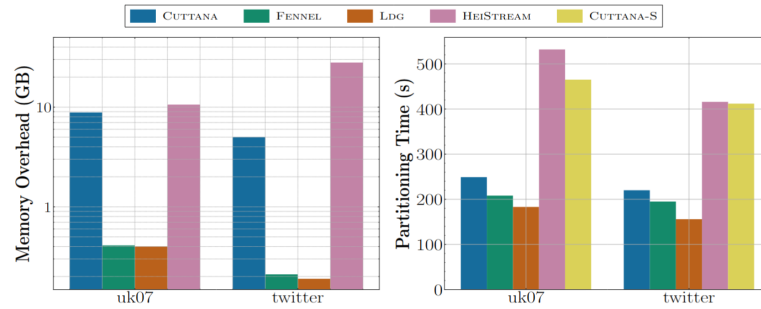 CUTTANA FENNEL LDG HEISTREAM CUTTANA-S
Memory Overhead (GB)
10
1
uk07 twitter
Partitioning Time (s)
500
400
300
200
100
0
uk07 twitter